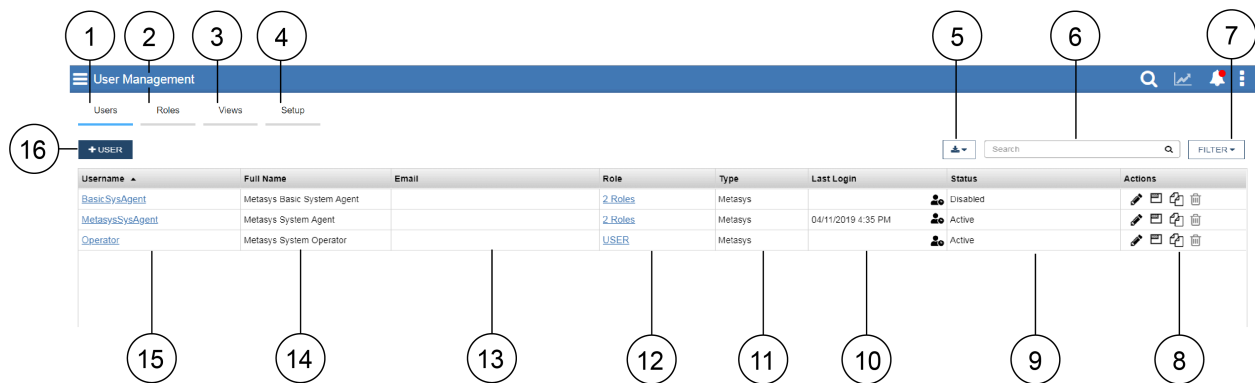 1 2 3 4 5 6 7
User Management
Users Roles Views Setup
16 +USER Search FILTER
Username Full Name Email Role Type Last Login Status Actions
BasicSysAgent Metasys Basic System Agent 2 Roles Metasys Disabled
MetasysSysAgent Metasys System Agent 2 Roles Metasys 04/11/2019 4:35 PM Active
Operator Metasys System Operator USER Metasys Active
15 14 13 12 11 10 9 8